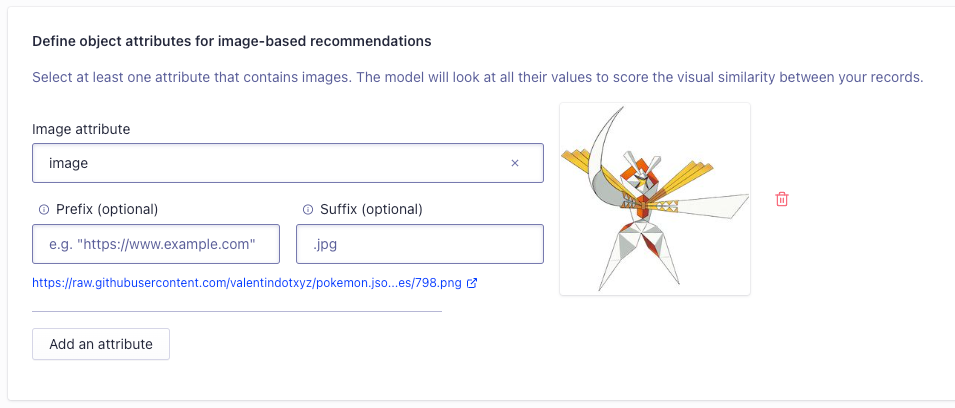 Define object attributes for image-based recommendations
Select at least one attribute that contains images. The model will look at all their values to score the visual similarity between your records.
Image attribute
image
Prefix (optional)
Suffix (optional)
e.g. "https://www.example.com"
.jpg
https://raw.githubusercontent.com/valentindotxyz/pokemon.jso...es/798.png
Add an attribute